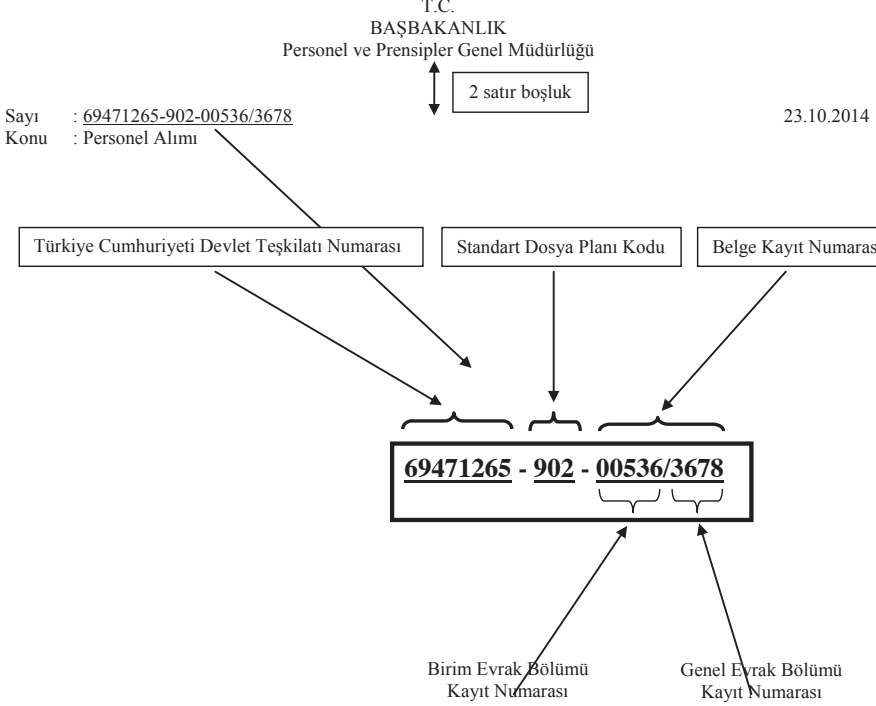 T.C.
BAŞBAKANLIK
Personel ve Prensipler Genel Müdürlüğü
2 satır boşluk
Sayı : 69471265-902-00536/3678 23.10.2014
Konu : Personel Alımı
Türkiye Cumhuriyeti Devlet Teşkilatı Numarası
Standart Dosya Planı Kodu
Belge Kayıt Numaras
69471265 - 902 - 00536/3678
Birim Evrak Bölümü
Kayıt Numarası
Genel Evrak Bölümü
Kayıt Numarası